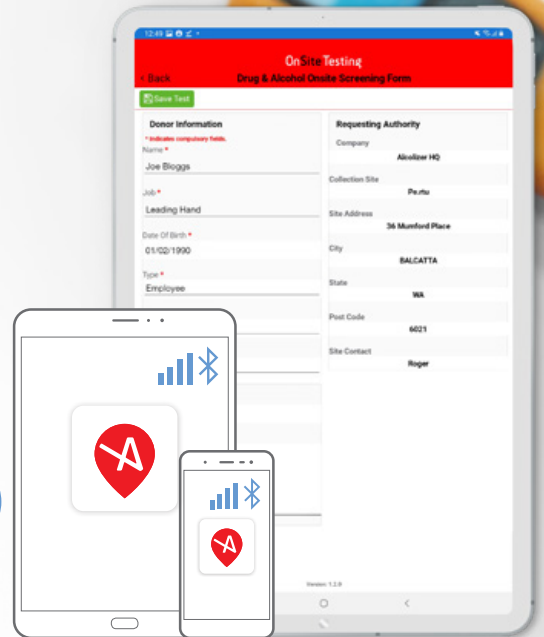 12:49
OnSiteTesting
< Back
Drug & Alcohol Onsite Screening Form
Save Test
Donor Information
* Indicates compulsory fields.
Name *
Joe Bloggs
Job *
Leading Hand
Date Of Birth *
01/02/1990
Type *
Employee
Requesting Authority
Company
Alcolizer HQ
Collection Site
Site Address
36 Mumford Place
City
BALCATTA
State
WA
Post Code
6021
Site Contact
Roger
Version: 1.2.0